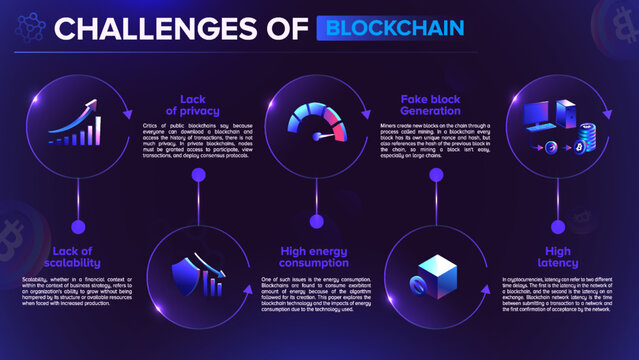 CHALLENGES OF BLOCKCHAIN
Lack
of privacy
Critics of public blockchains say because
everyone can download a blockchain and
access the history of transactions, there is not
much privacy. In private blockchains, nodes
must be granted access to participate, view
transactions, and deploy consensus protocols.
Fake block
Generation
Miners create new blocks on the chain through a
process called mining. In a blockchain every block
has its own unique nonce and hash, but
also references the hash of the previous block in
the chain, so mining a block isn't easy,
especially on large chains.
Lack of
scalability
Scalability, whether in a financial context or
within the context of business strategy, refers to
an organization's ability to grow without being
hampered by its structure or available resources
when faced with increased production.
High energy
consumption
One of such issues is the energy consumption.
Blockchains are found to consume exorbitant
amount of energy because of the algorithm
followed for its creation. This paper explores the
blockchain technology and the impacts of energy
consumption due to the technology used.
High
latency
In cryptocurrencies, latency can refer to two different
time delays. The first is the latency in the network of
a blockchain, and the second is the latency on an
exchange. Blockchain network latency is the time
between submitting a transaction to a network and
the first confirmation of acceptance by the network.